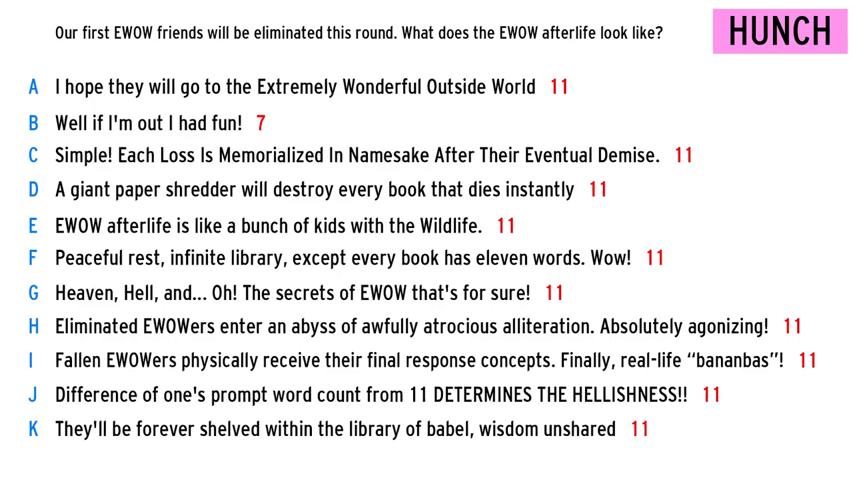 Our first EWOW friends will be eliminated this round. What does the EWOW afterlife look like?
HUNCH
A I hope they will go to the Extremely Wonderful Outside World 11
B Well if I'm out I had fun! 7
C Simple! Each Loss Is Memorialized In Namesake After Their Eventual Demise. 11
D A giant paper shredder will destroy every book that dies instantly 11
E EWOW afterlife is like a bunch of kids with the Wildlife. 11
F Peaceful rest, infinite library, except every book has eleven words. Wow! 11
G Heaven, Hell, and... Oh! The secrets of EWOW that's for sure! 11
H Eliminated EWOWers enter an abyss of awfully atrocious alliteration. Absolutely agonizing! 11
I Fallen EWOWers physically receive their final response concepts. Finally, real-life “bananbas”! 11
J Difference of one's prompt word count from 11 DETERMINES THE HELLISHNESS!! 11
K They'll be forever shelved within the library of babel, wisdom unshared 11